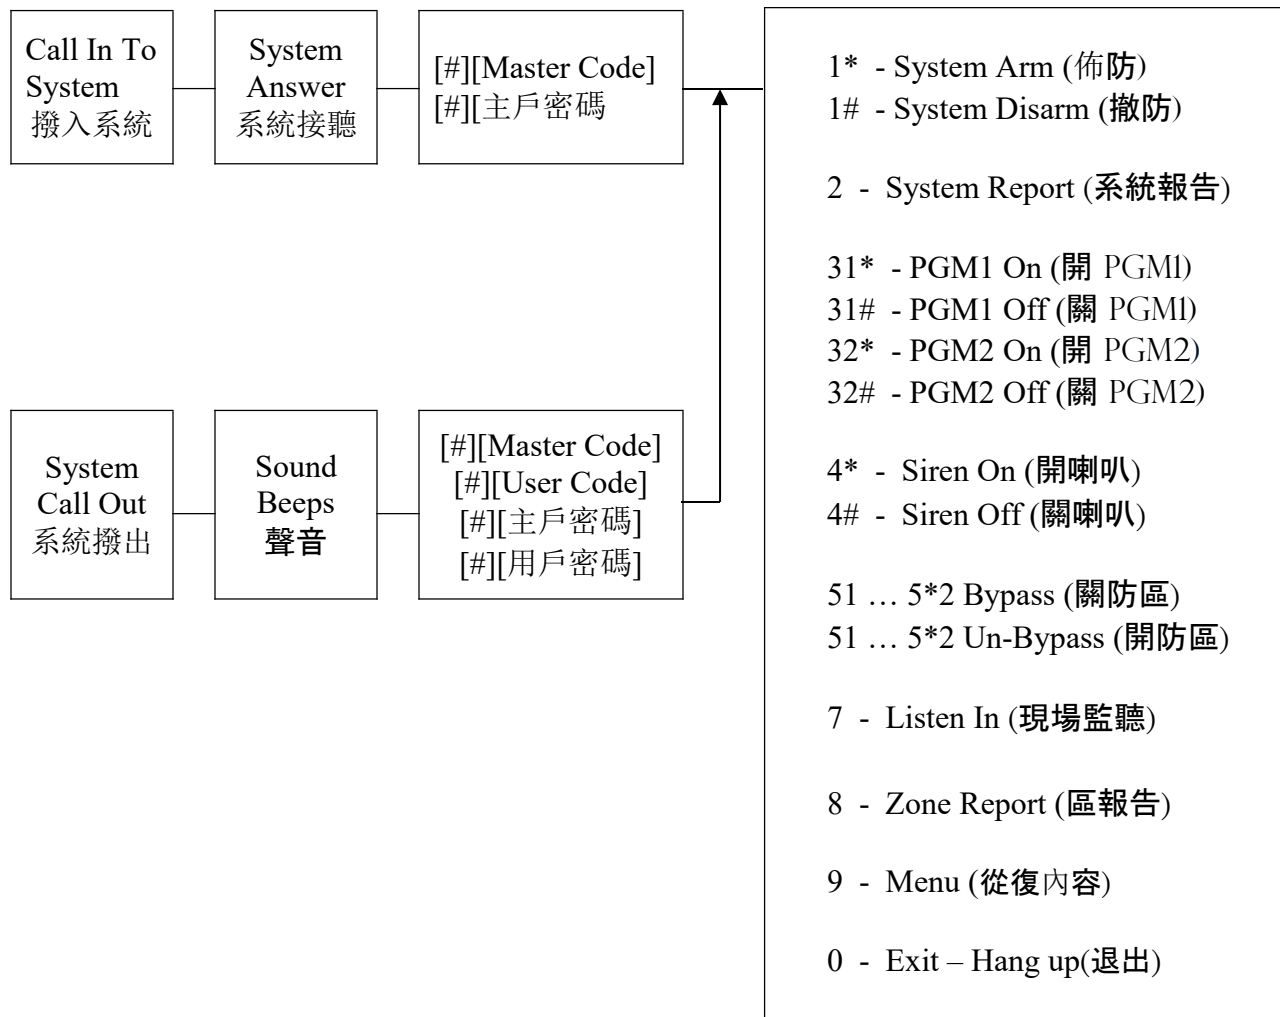 Call In To
System
撥入系統
System
Answer
系統接聽
[#][Master Code]
[#][主戶密碼
System
Call Out
系統撥出
Sound
Beeps
聲音
[#][Master Code]
[#][User Code]
[#][主戶密碼]
[#][用戶密碼]
1* - System Arm (佈防)
1# - System Disarm (撤防)
2 - System Report (系統報告)
31* - PGM1 On (開 PGM1)
31# - PGM1 Off (關 PGM1)
32* - PGM2 On (開 PGM2)
32# - PGM2 Off (關 PGM2)
4* - Siren On (開喇叭)
4# - Siren Off (關喇叭)
51 … 5*2 Bypass (關防區)
51 … 5*2 Un-Bypass (開防區)
7 - Listen In (現場監聽)
8 - Zone Report (區報告)
9 - Menu (從復內容)
0 - Exit – Hang up(退出)